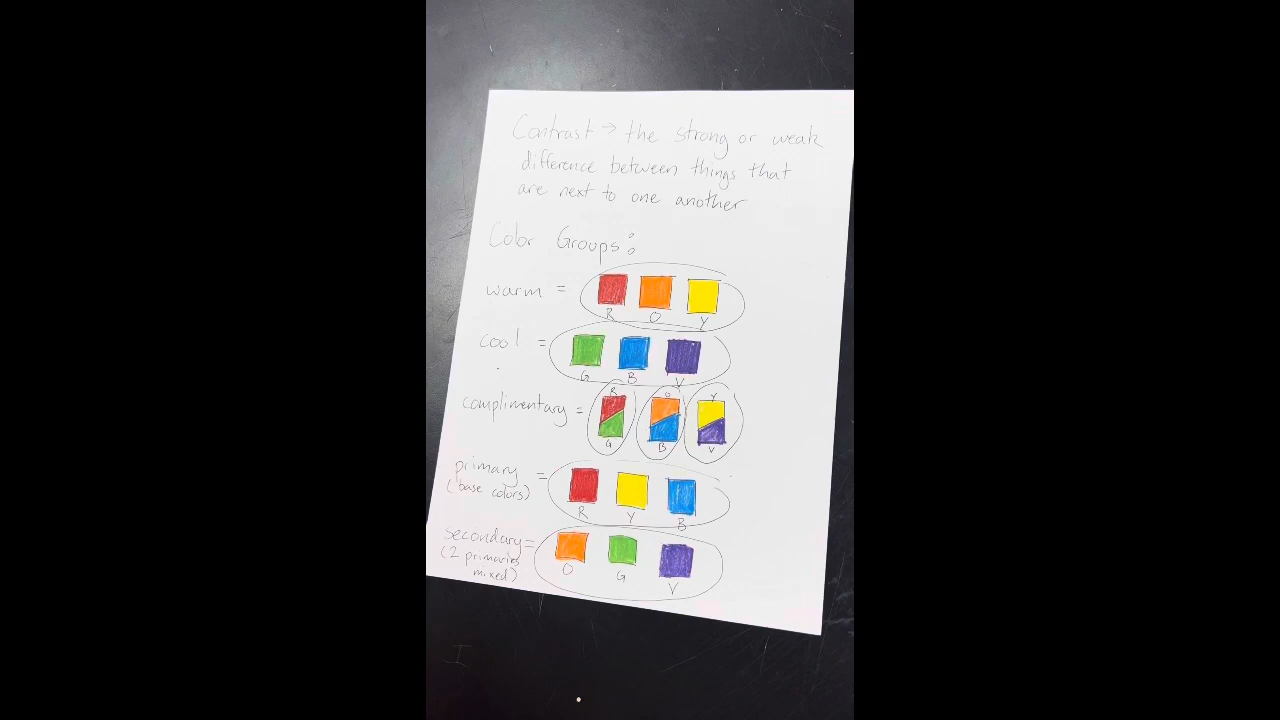 Contrast → the strong or weak
difference between things that
are next to one another
Color Groups:
warm =
R O Y
cool =
G B V
R O Y
complimentary =
G B V
primary =
(base colors)
R Y B
secondary =
(2 primaries
mixed)
O G V